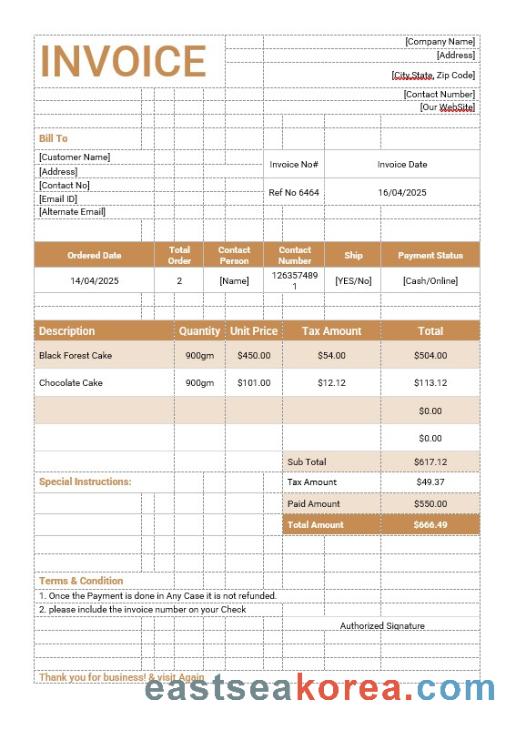 INVOICE
[Company Name]
[Address]
[City,State, Zip Code]
[Contact Number]
[Our WebSite]
Bill To
[Customer Name]
[Address]
[Contact No]
[Email ID]
[Alternate Email]
Invoice No# Invoice Date
Ref No 6464 16/04/2025
Ordered Date Total Order Contact Person Contact Number Ship Payment Status
14/04/2025 2 [Name] 1263574891 [YES/No] [Cash/Online]
Description Quantity Unit Price Tax Amount Total
Black Forest Cake 900gm $450.00 $54.00 $504.00
Chocolate Cake 900gm $101.00 $12.12 $113.12
$0.00
$0.00
Sub Total $617.12
Special Instructions: Tax Amount $49.37
Paid Amount $550.00
Total Amount $666.49
Terms & Condition
1. Once the Payment is done in Any Case it is not refunded.
2. please include the invoice number on your Check
Authorized Signature
Thank you for business! & visit Again
eastseakorea.com